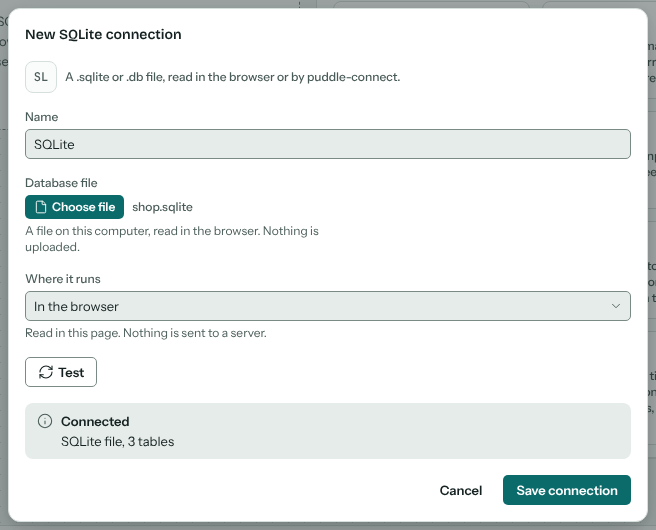 New SQLite connection
SL
A .sqlite or .db file, read in the browser or by puddle-connect.
Name
SQLite
Database file
Choose file
shop.sqlite
A file on this computer, read in the browser. Nothing is
uploaded.
Where it runs
In the browser
Read in this page. Nothing is sent to a server.
Test
Connected
SQLite file, 3 tables
Cancel
Save connection